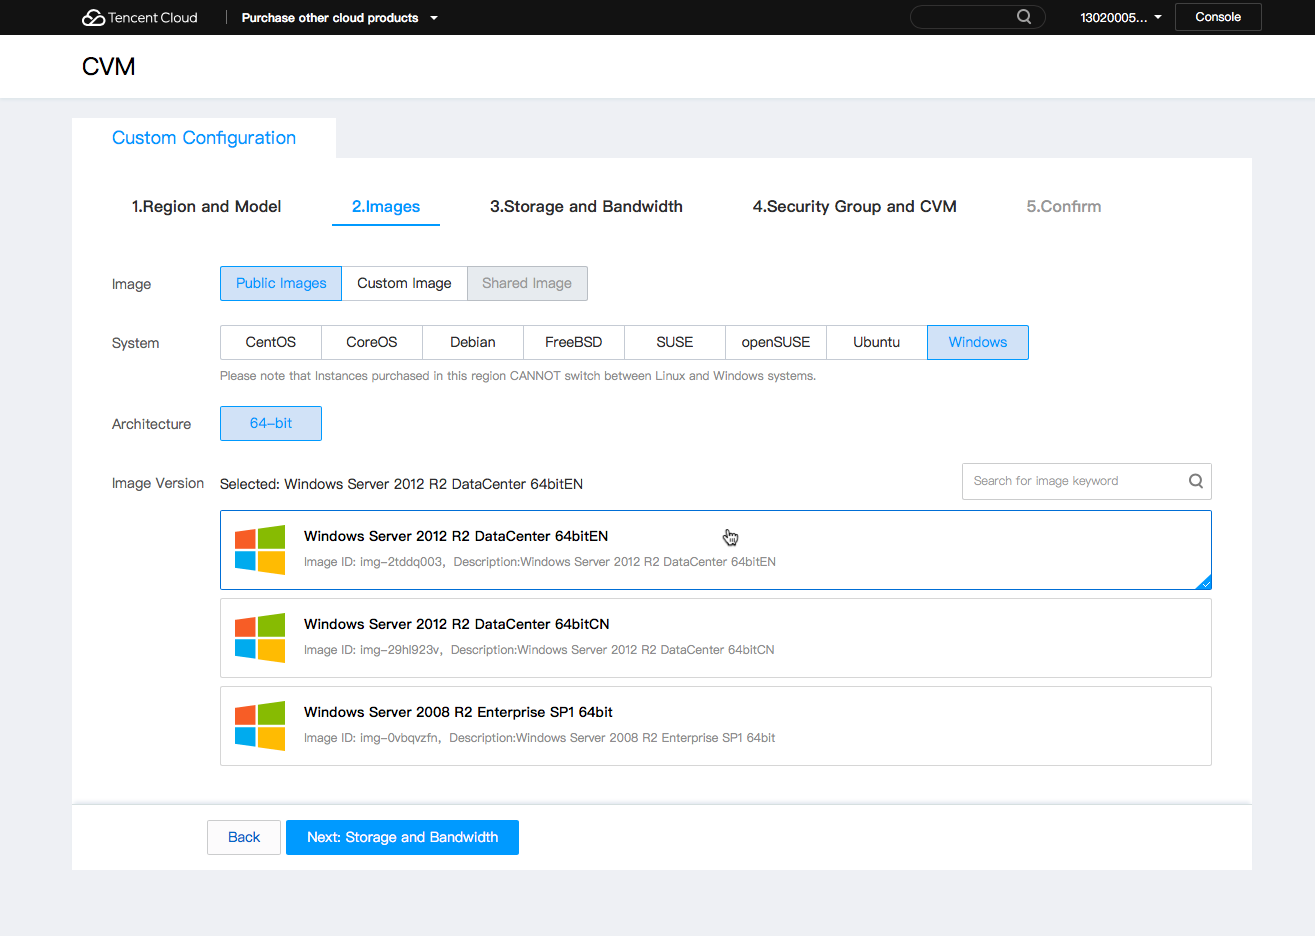 Tencent Cloud Purchase other cloud products 13020005... Console
CVM
Custom Configuration
1.Region and Model 2.Images 3.Storage and Bandwidth 4.Security Group and CVM 5.Confirm
Image Public Images Custom Image Shared Image
System CentOS CoreOS Debian FreeBSD SUSE openSUSE Ubuntu Windows
Please note that Instances purchased in this region CANNOT switch between Linux and Windows systems.
Architecture 64-bit
Image Version Selected: Windows Server 2012 R2 DataCenter 64bitEN Search for image keyword
Windows Server 2012 R2 DataCenter 64bitEN
Image ID: img-2tddq003, Description:Windows Server 2012 R2 DataCenter 64bitEN
Windows Server 2012 R2 DataCenter 64bitCN
Image ID: img-29hl923v, Description:Windows Server 2012 R2 DataCenter 64bitCN
Windows Server 2008 R2 Enterprise SP1 64bit
Image ID: img-0vbqvzfn, Description:Windows Server 2008 R2 Enterprise SP1 64bit
Back Next: Storage and Bandwidth